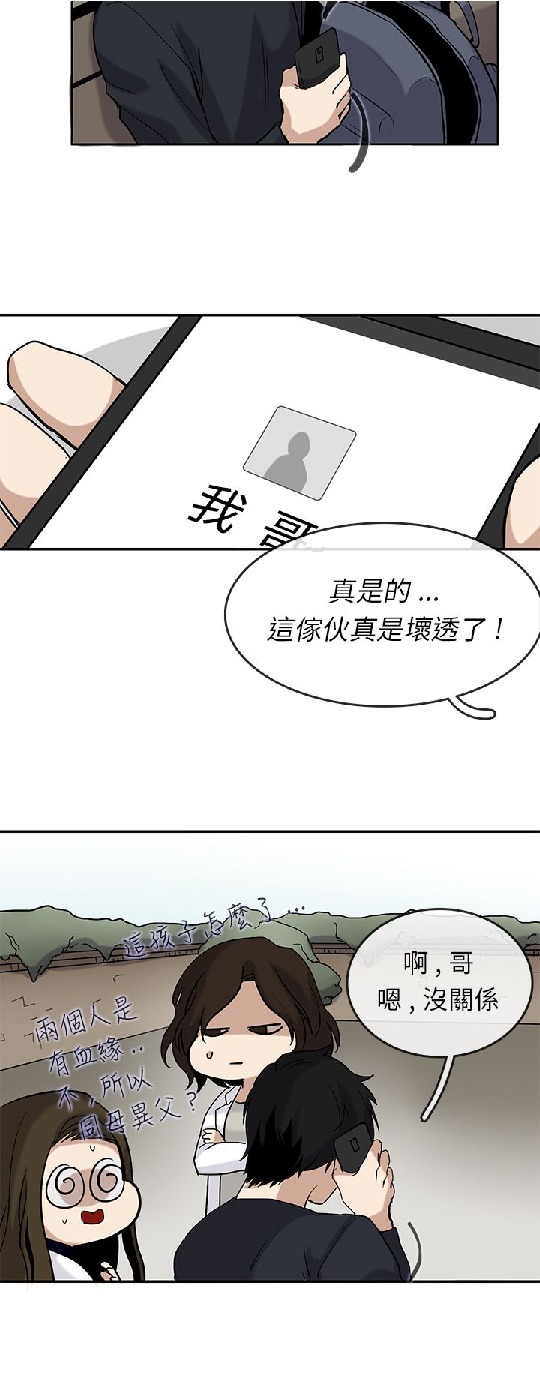 我哥
真是的...
這傢伙真是壞透了!
這孩子怎麼了...
啊,哥
嗯,沒關係
兩個人是
有血緣..
不,所以
同母異父?